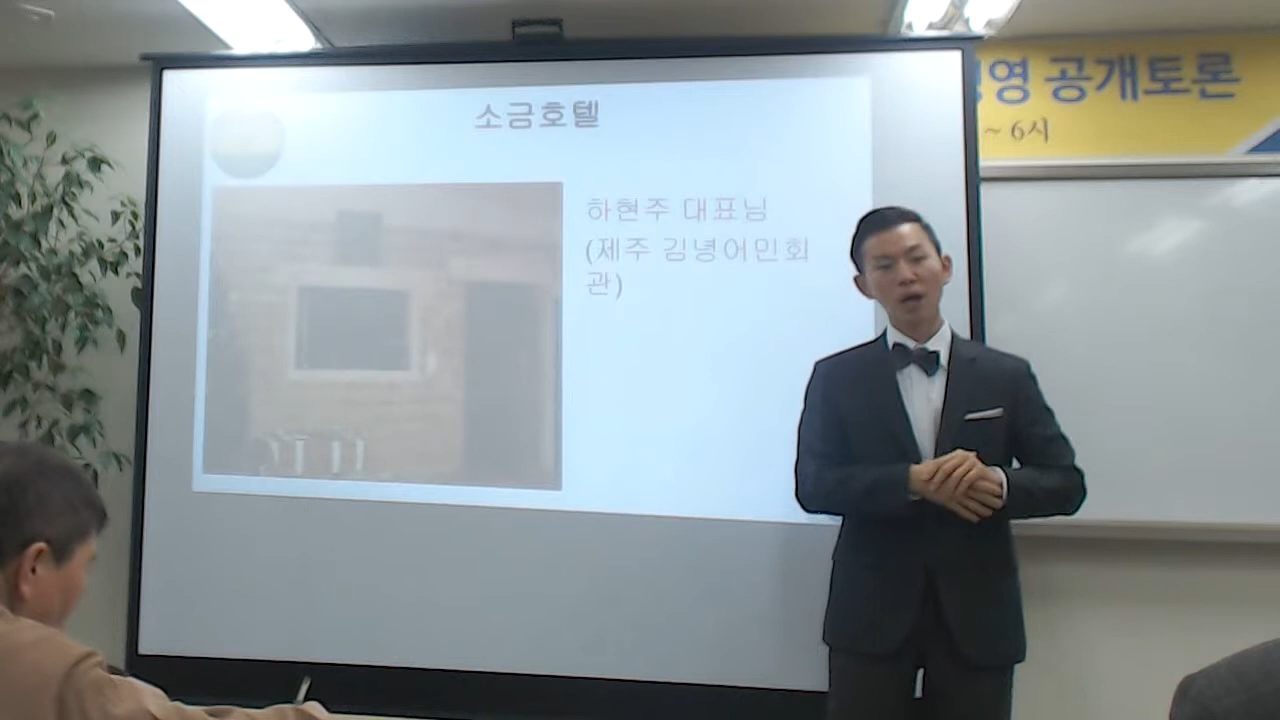 소금호텔
하현주 대표님
(제주 김녕어민회
관)
영 공개토론
~ 6시